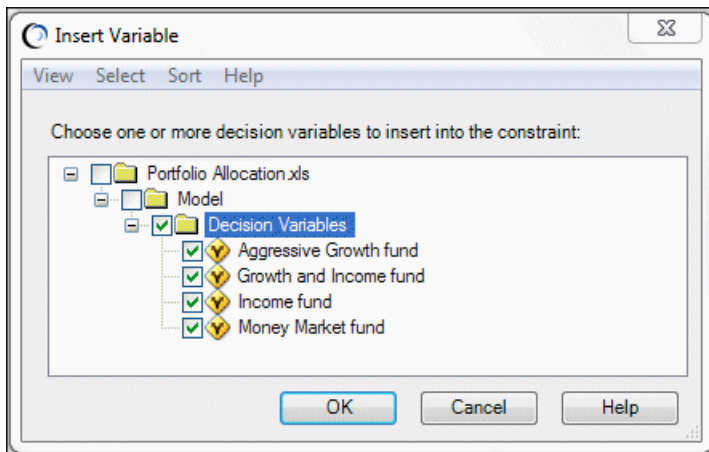 Insert Variable
View Select Sort Help
Choose one or more decision variables to insert into the constraint:
Portfolio Allocation.xls
Model
Decision Variables
Aggressive Growth fund
Growth and Income fund
Income fund
Money Market fund
OK Cancel Help